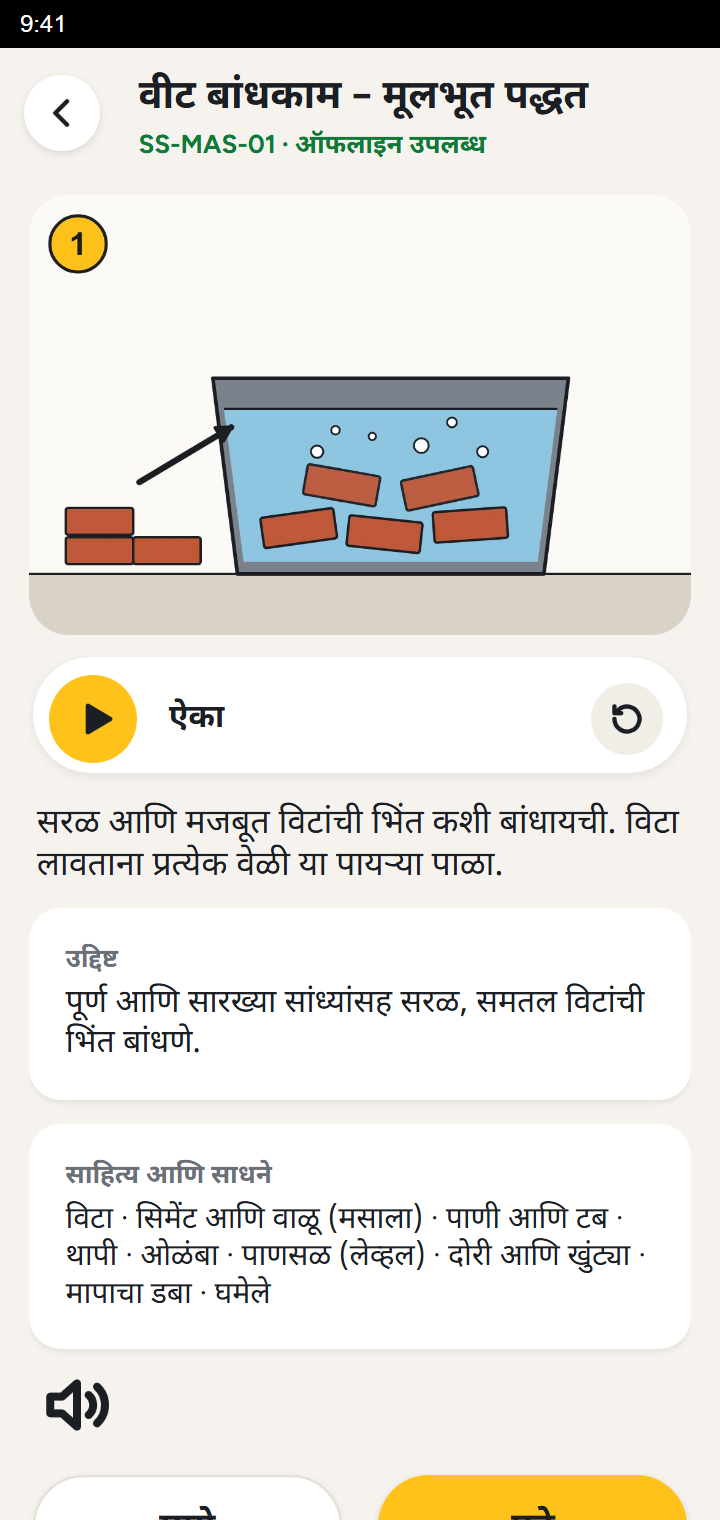 9:41
वीट बांधकाम – मूलभूत पद्धत
SS-MAS-01 · ऑफलाइन उपलब्ध
1
ऐका
सरळ आणि मजबूत विटांची भिंत कशी बांधायची. विटा
लावताना प्रत्येक वेळी या पायऱ्या पाळा.
उद्दिष्ट
पूर्ण आणि सारख्या सांध्यांसह सरळ, समतल विटांची
भिंत बांधणे.
साहित्य आणि साधने
विटा · सिमेंट आणि वाळू (मसाला) · पाणी आणि टब ·
थापी · ओळंबा · पाणसळ (लेव्हल) · दोरी आणि खुंट्या ·
मापाचा डबा · घमेले